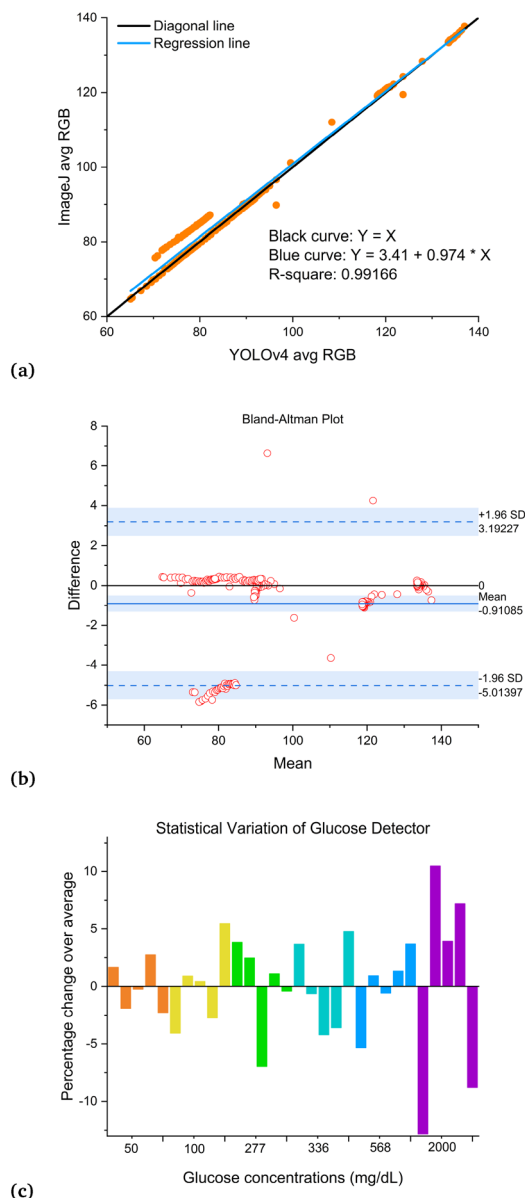 Diagonal line
Regression line
140
120
100
80
60
ImageJ avg RGB
Black curve: Y = X
Blue curve: Y = 3.41 + 0.974 * X
R-square: 0.99166
60 80 100 120 140
YOLOv4 avg RGB
(a)
Bland-Altman Plot
8
6
4
2
0
-2
-4
-6
Difference
+1.96 SD
3.19227
0
Mean
-0.91085
-1.96 SD
-5.01397
60 80 100 120 140
Mean
(b)
Statistical Variation of Glucose Detector
10
5
0
-5
-10
Percentage change over average
50 100 277 336 568 2000
Glucose concentrations (mg/dL)
(c)